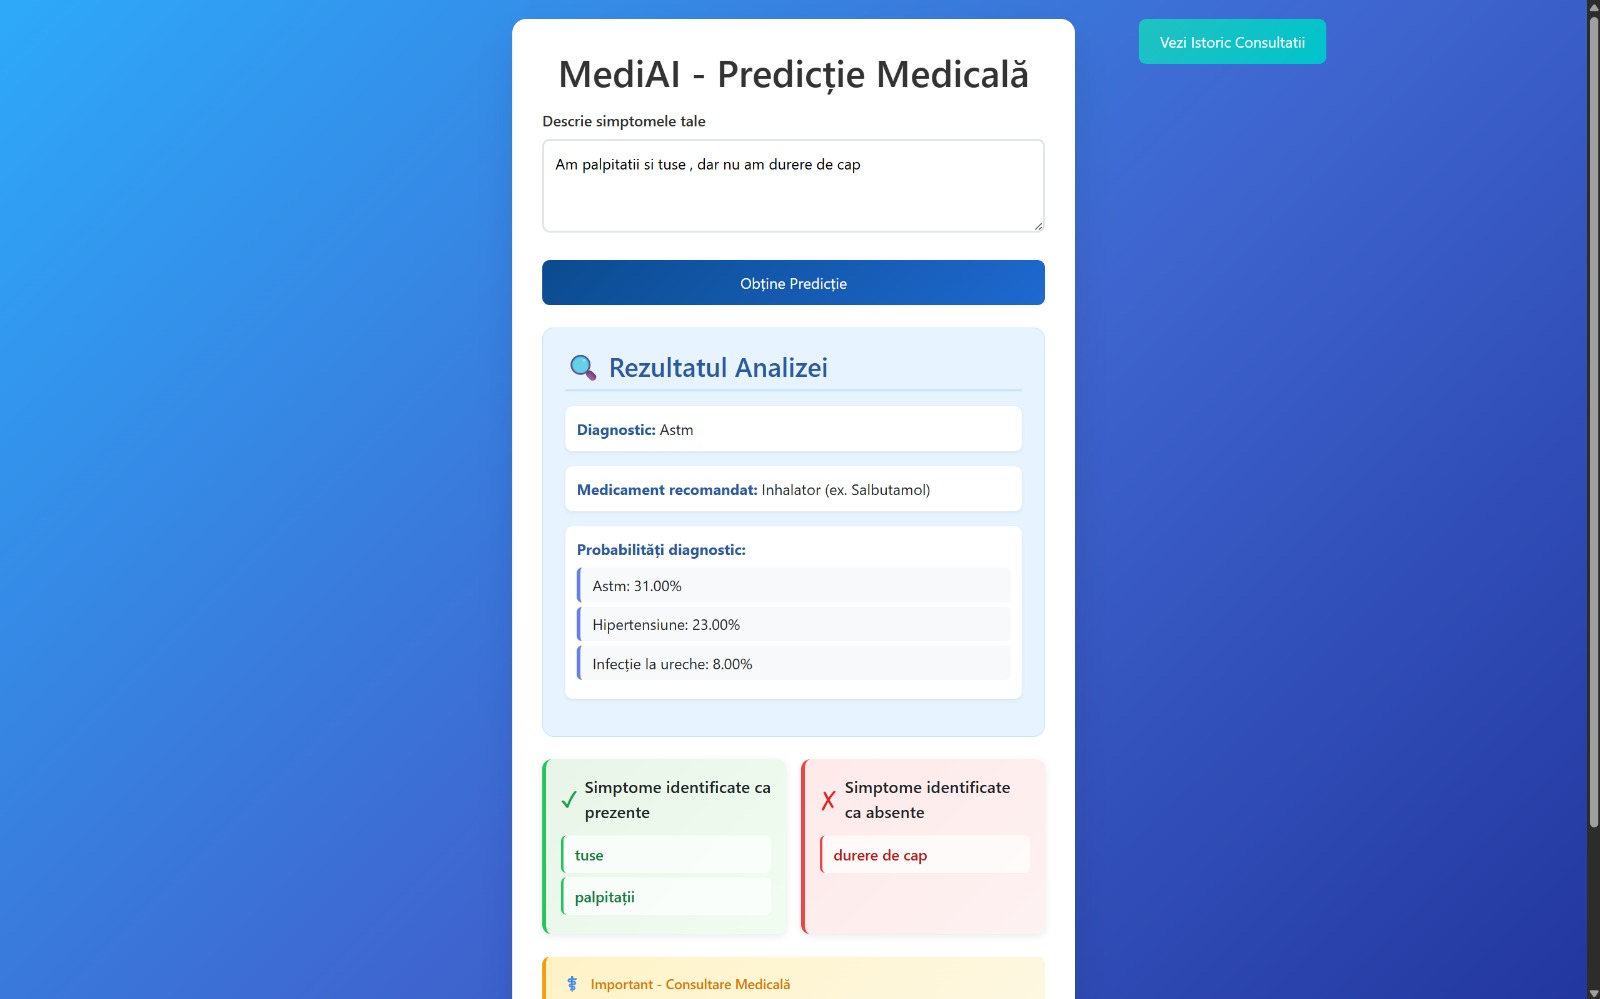 Vezi Istoric Consultatii
MediAI - Predicție Medicală
Descrie simptomele tale
Am palpitatii si tuse , dar nu am durere de cap
Obține Predicție
Rezultatul Analizei
Diagnostic: Astm
Medicament recomandat: Inhalator (ex. Salbutamol)
Probabilități diagnostic:
Astm: 31.00%
Hipertensiune: 23.00%
Infecție la ureche: 8.00%
Simptome identificate ca
prezente
tuse
palpitații
Simptome identificate
ca absente
durere de cap
Important - Consultare Medicală